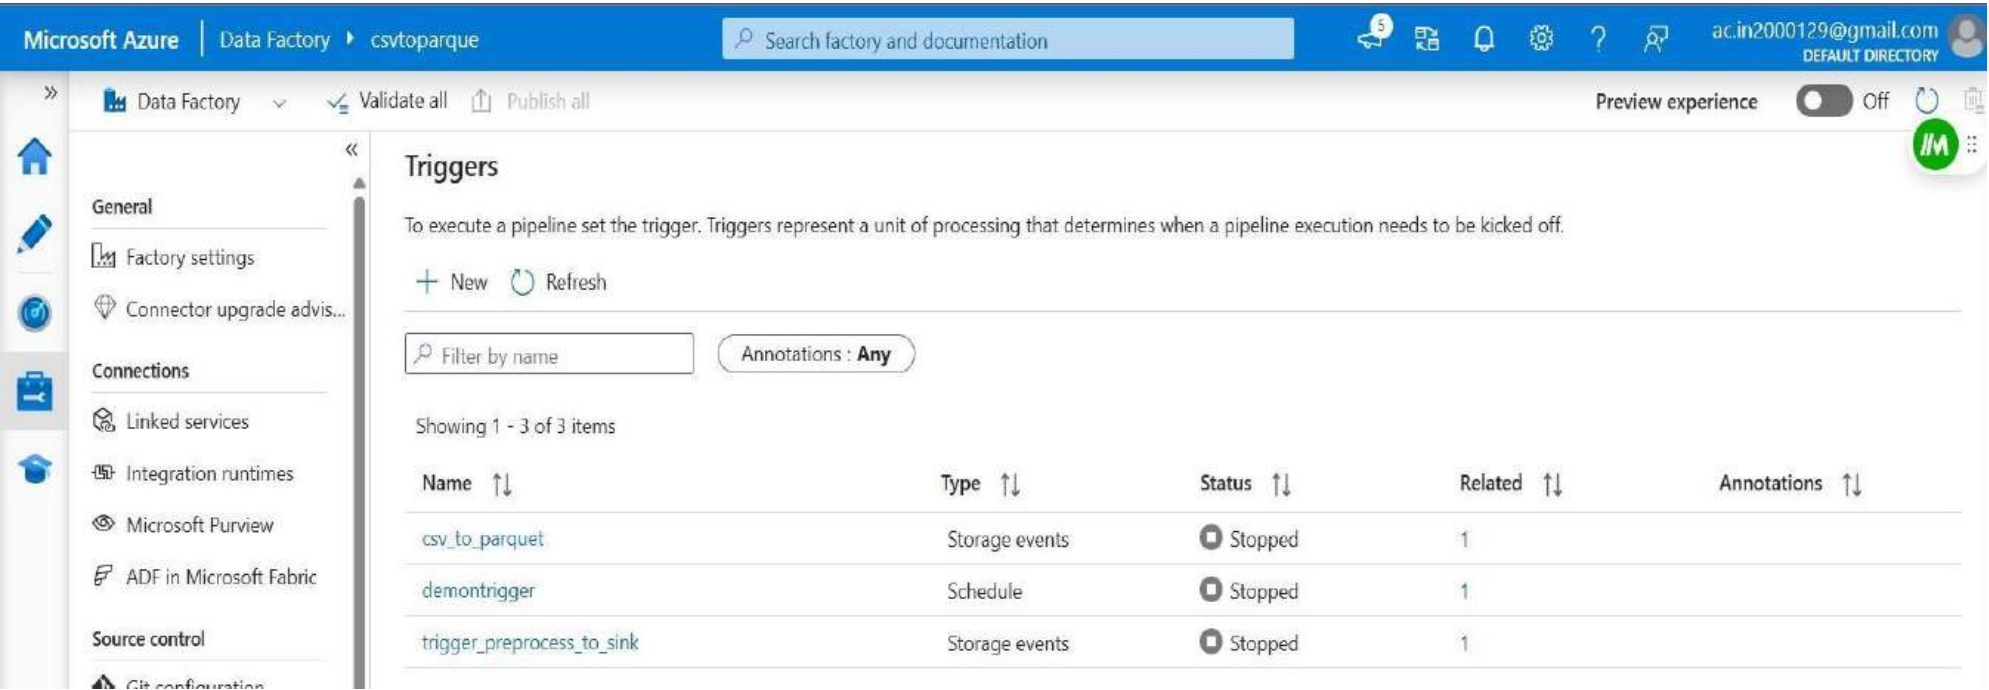 Microsoft Azure | Data Factory csvtoparque
Search factory and documentation
5
ac.in2000129@gmail.com
DEFAULT DIRECTORY
Data Factory Validate all Publish all
Preview experience Off
General
Factory settings
Connector upgrade advis...
Connections
Linked services
Integration runtimes
Microsoft Purview
ADF in Microsoft Fabric
Source control
Git configuration
Triggers
To execute a pipeline set the trigger. Triggers represent a unit of processing that determines when a pipeline execution needs to be kicked off.
New Refresh
Filter by name
Annotations : Any
Showing 1 - 3 of 3 items
Name Type Status Related Annotations
csv_to_parquet Storage events Stopped 1
demontrigger Schedule Stopped 1
trigger_preprocess_to_sink Storage events Stopped 1